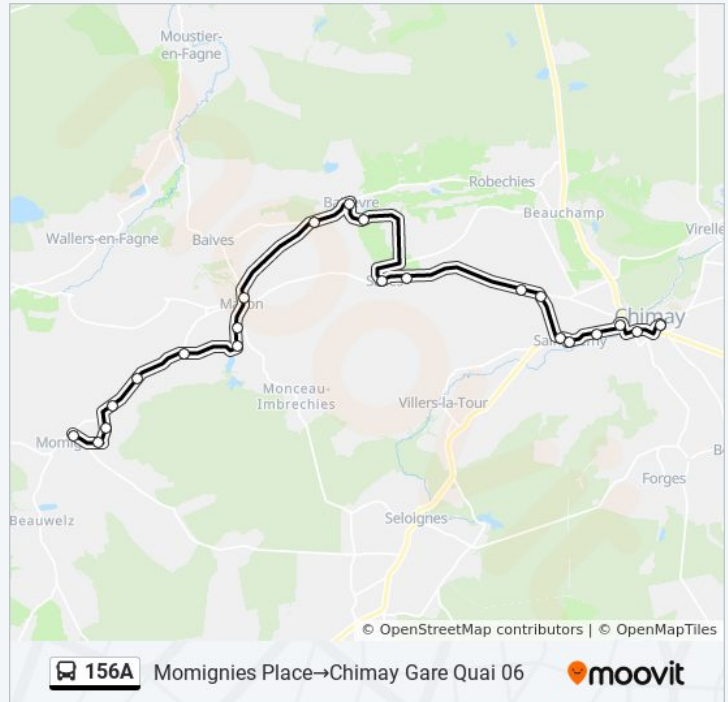 Moustier-
en-Fagne
Robechies
Beauchamp
Virelle
Wallers-en-Fagne
Baives
Chimay
Monceau-
Imbrechies
Villers-la-Tour
Forges
Beauwelz
Seloignes
© OpenStreetMap contributors | © OpenMapTiles
156A Momignies Place→Chimay Gare Quai 06 moovit